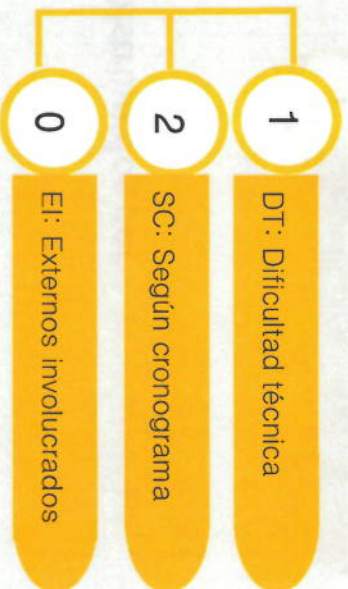 1
DT: Dificultad técnica
2
SC: Según cronograma
0
EI: Externos involucrados